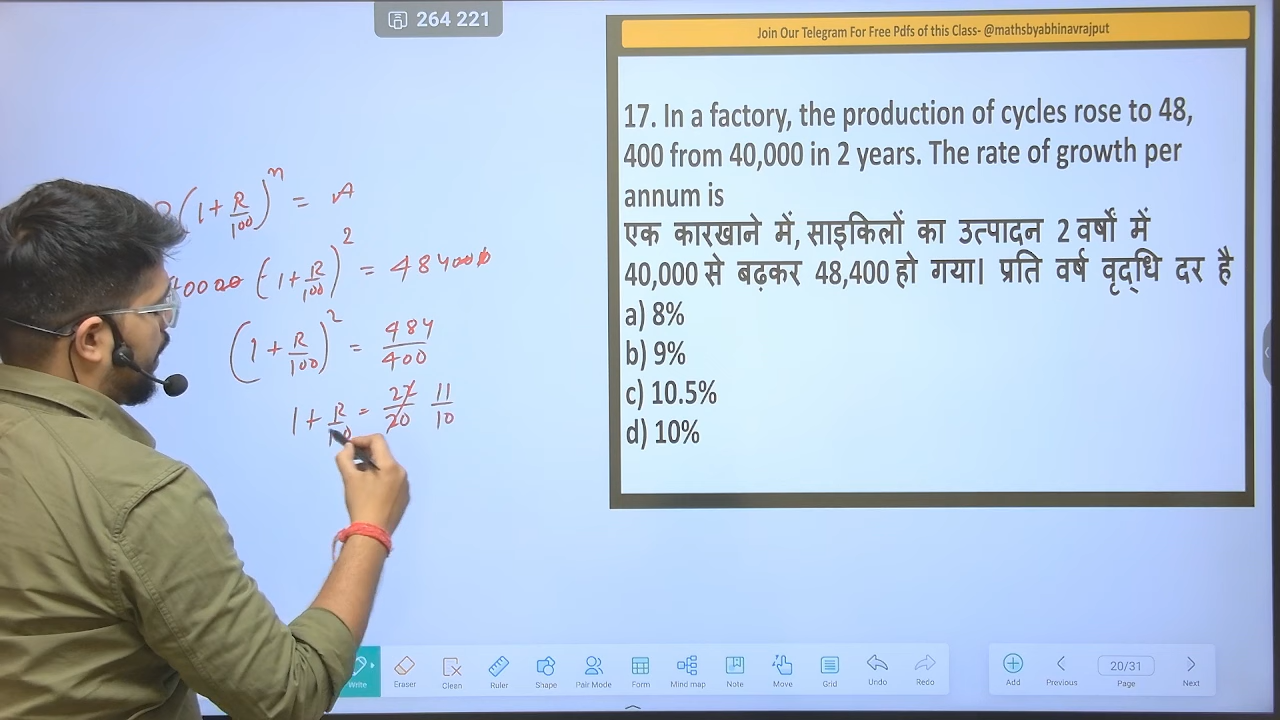 264 221
Join Our Telegram For Free Pdfs of this Class- @mathsbyabhinavrajput
17. In a factory, the production of cycles rose to 48,
400 from 40,000 in 2 years. The rate of growth per
annum is
एक कारखाने में, साइकिलों का उत्पादन 2 वर्षों में
40,000 से बढ़कर 48,400 हो गया। प्रति वर्ष वृद्धि दर है
a) 8%
b) 9%
c) 10.5%
d) 10%
(1+R/100)^n = A
(1+R/100)^2 = 48400
(1+R/100)^2 = 484/400
1+R/100 = 22/20 11/10
Write Eraser Clean Ruler Shape Pair Mode Form Mind map Note Move Grid Undo Redo Add Previous 20/31 Page Next